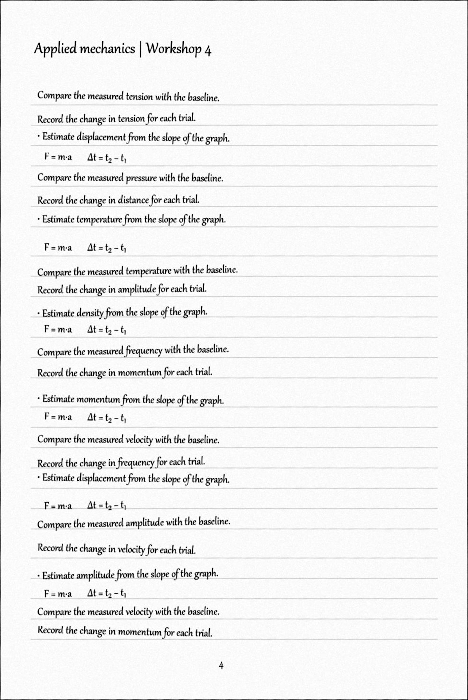 Applied mechanics | Workshop 4
Compare the measured tension with the baseline.
Record the change in tension for each trial.
· Estimate displacement from the slope of the graph.
F = m·a Δt = t₂ − t₁
Compare the measured pressure with the baseline.
Record the change in distance for each trial.
· Estimate temperature from the slope of the graph.
F = m·a Δt = t₂ − t₁
Compare the measured temperature with the baseline.
Record the change in amplitude for each trial.
· Estimate density from the slope of the graph.
F = m·a Δt = t₂ − t₁
Compare the measured frequency with the baseline.
Record the change in momentum for each trial.
· Estimate momentum from the slope of the graph.
F = m·a Δt = t₂ − t₁
Compare the measured velocity with the baseline.
Record the change in frequency for each trial.
· Estimate displacement from the slope of the graph.
F = m·a Δt = t₂ − t₁
Compare the measured amplitude with the baseline.
Record the change in velocity for each trial.
· Estimate amplitude from the slope of the graph.
F = m·a Δt = t₂ − t₁
Compare the measured velocity with the baseline.
Record the change in momentum for each trial.
4